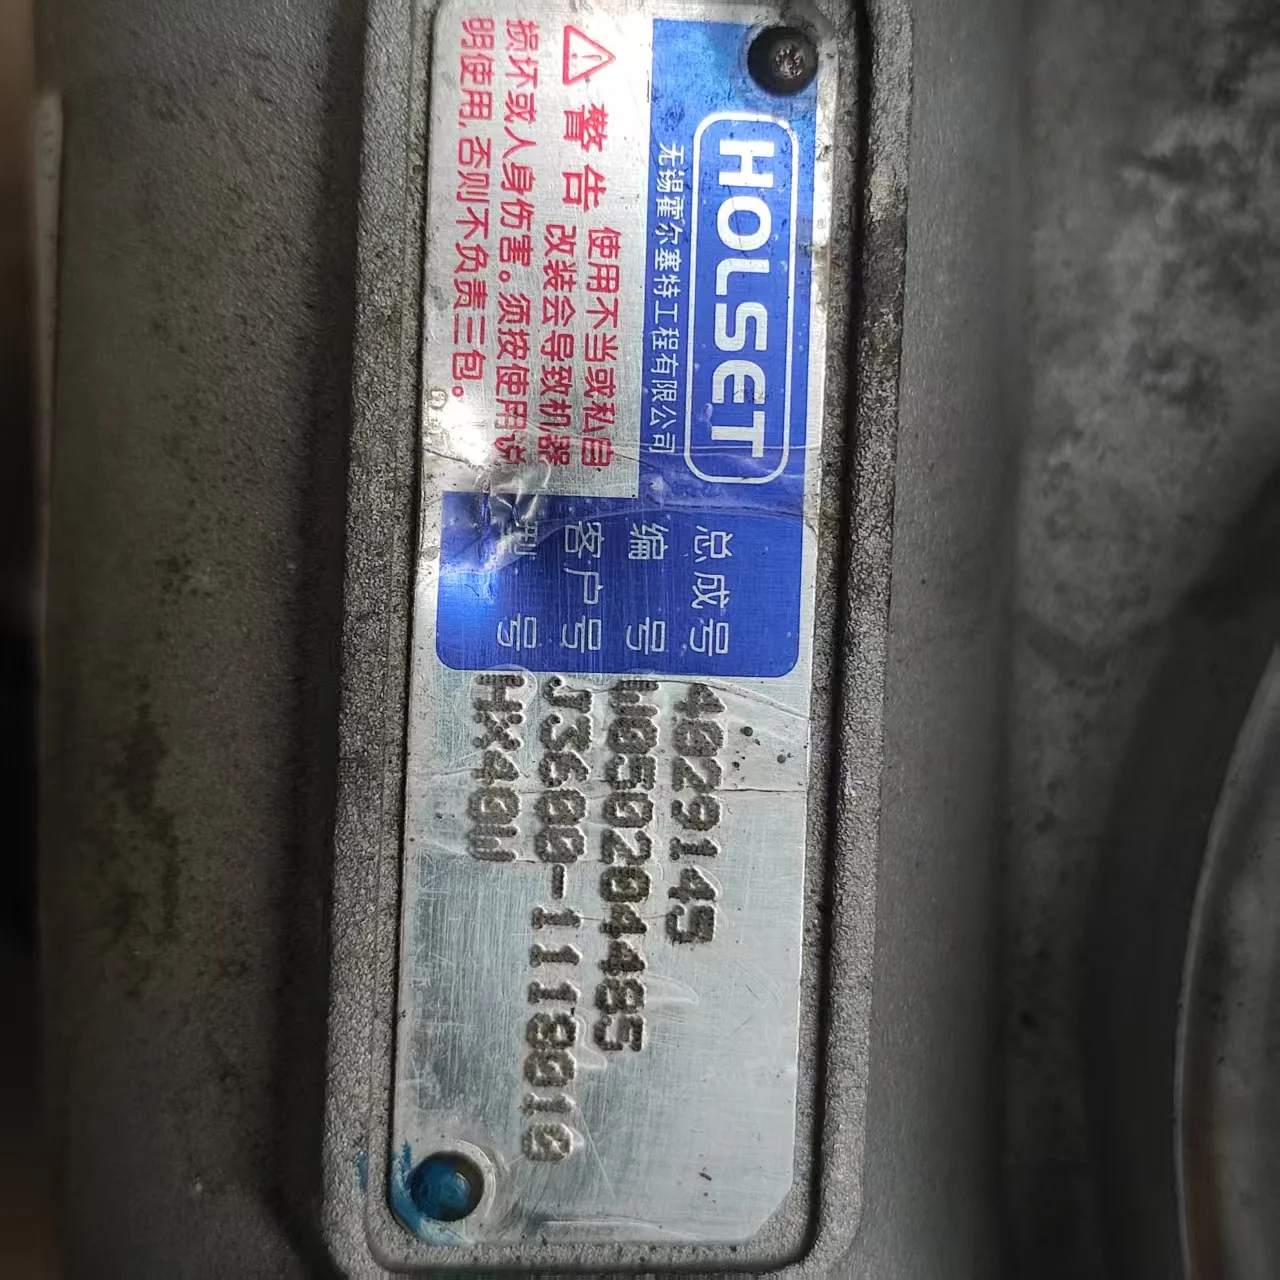 HOLSET
无锡霍尔塞特工程有限公司
警告 使用不当或私自
改装会导致机器
损坏或人身伤害。须按使用说
明使用,否则不负责三包。
总成号 4029145
编号 W050204485
客户号 J3600-1118010
型号 HX40W